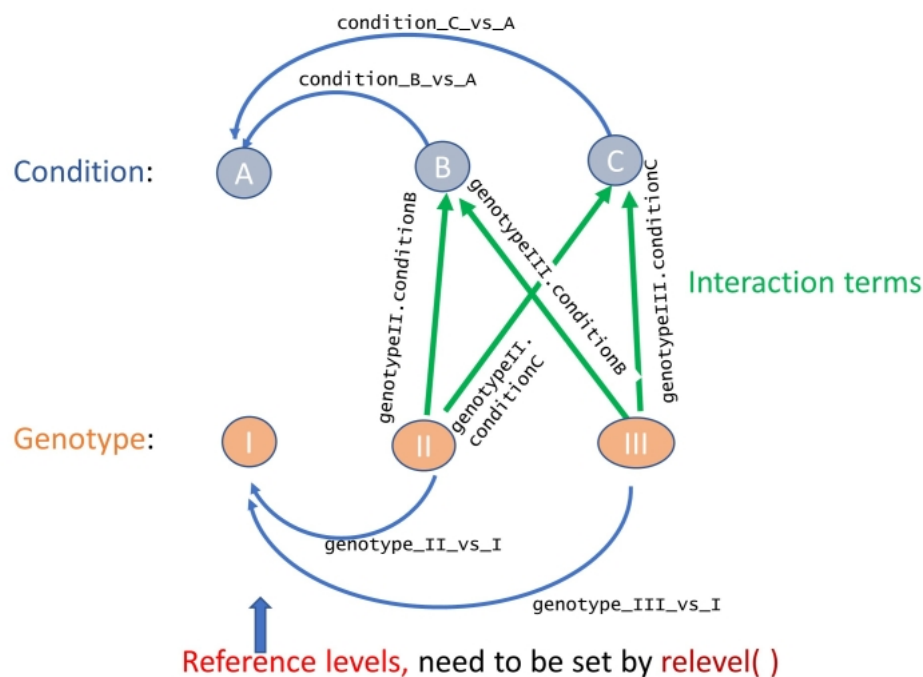 condition_C_vs_A
condition_B_vs_A
Condition:
A
B
C
genotypeII.conditionB
genotypeIII.conditionB
genotypeII.
conditionC
genotypeIII.conditionC
Interaction terms
Genotype:
I
II
III
genotype_II_vs_I
genotype_III_vs_I
Reference levels, need to be set by relevel( )